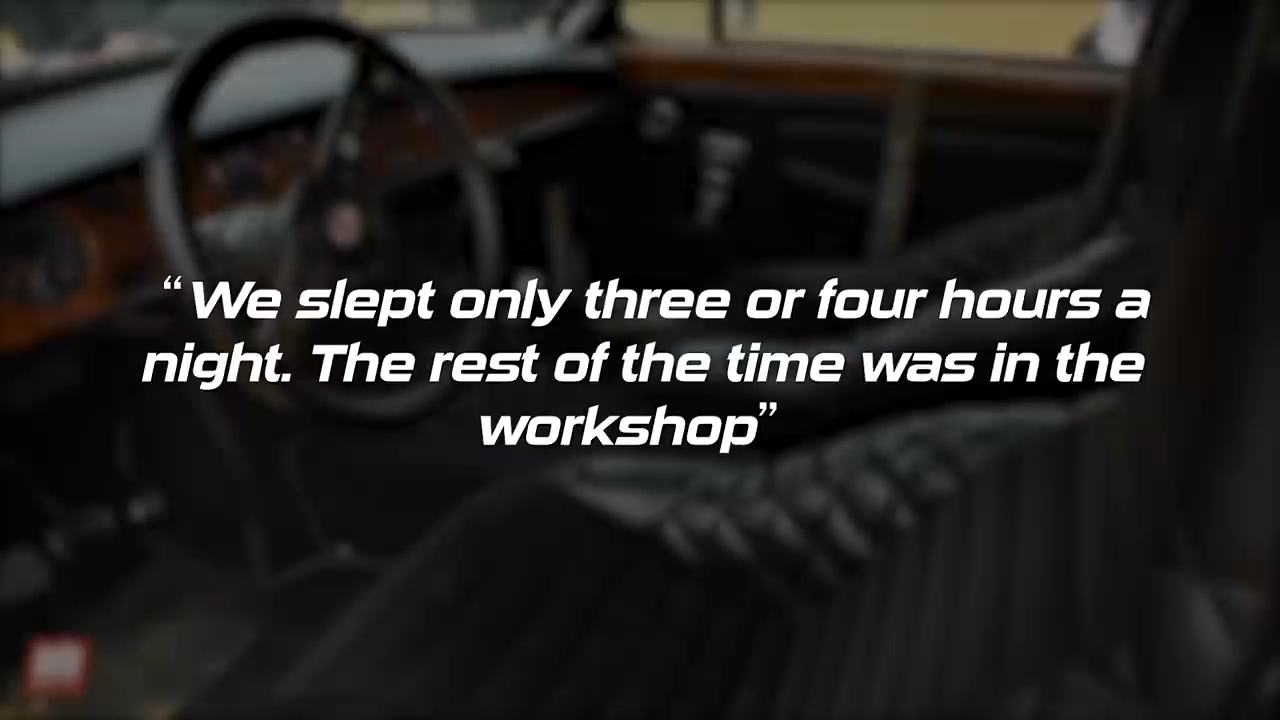 “We slept only three or four hours a
night. The rest of the time was in the
workshop”